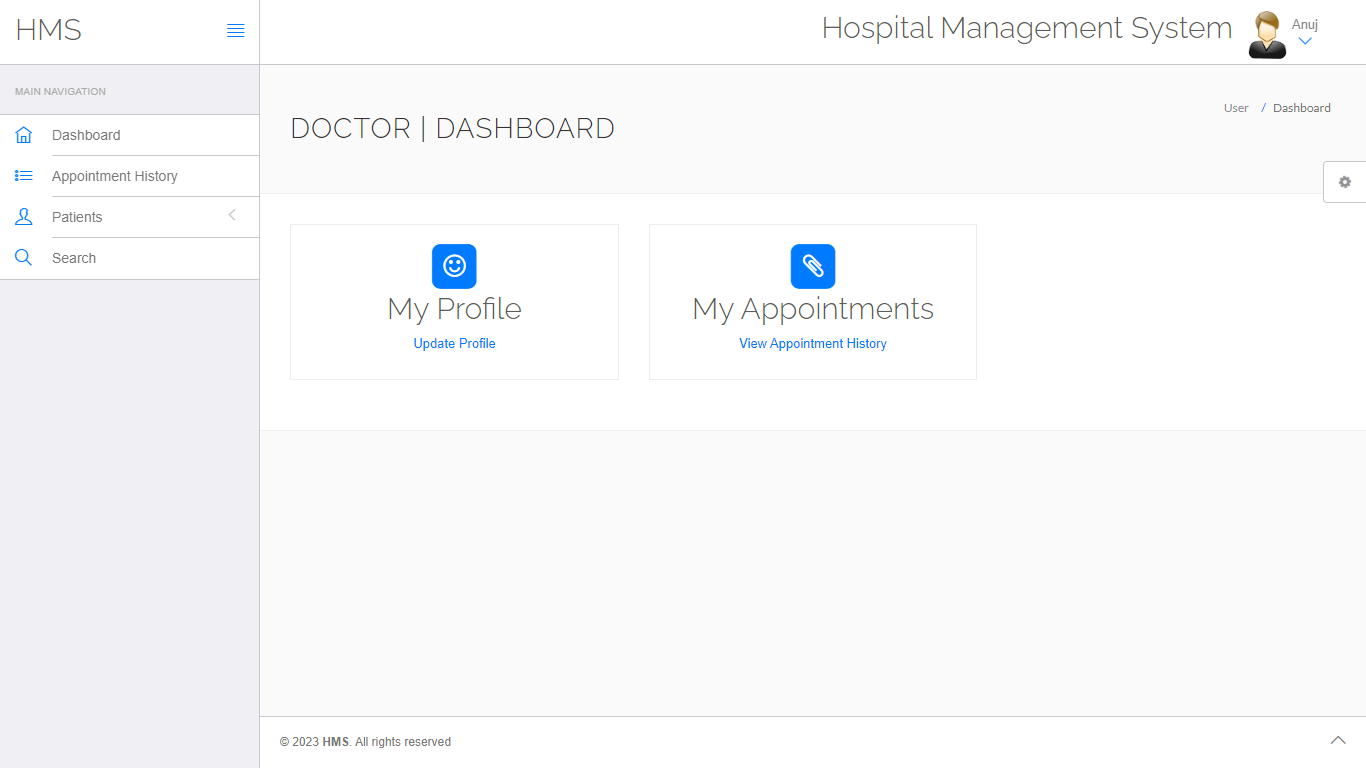 HMS
Hospital Management System
Anuj
MAIN NAVIGATION
Dashboard
Appointment History
Patients
Search
DOCTOR | DASHBOARD
User / Dashboard
My Profile
Update Profile
My Appointments
View Appointment History
© 2023 HMS. All rights reserved